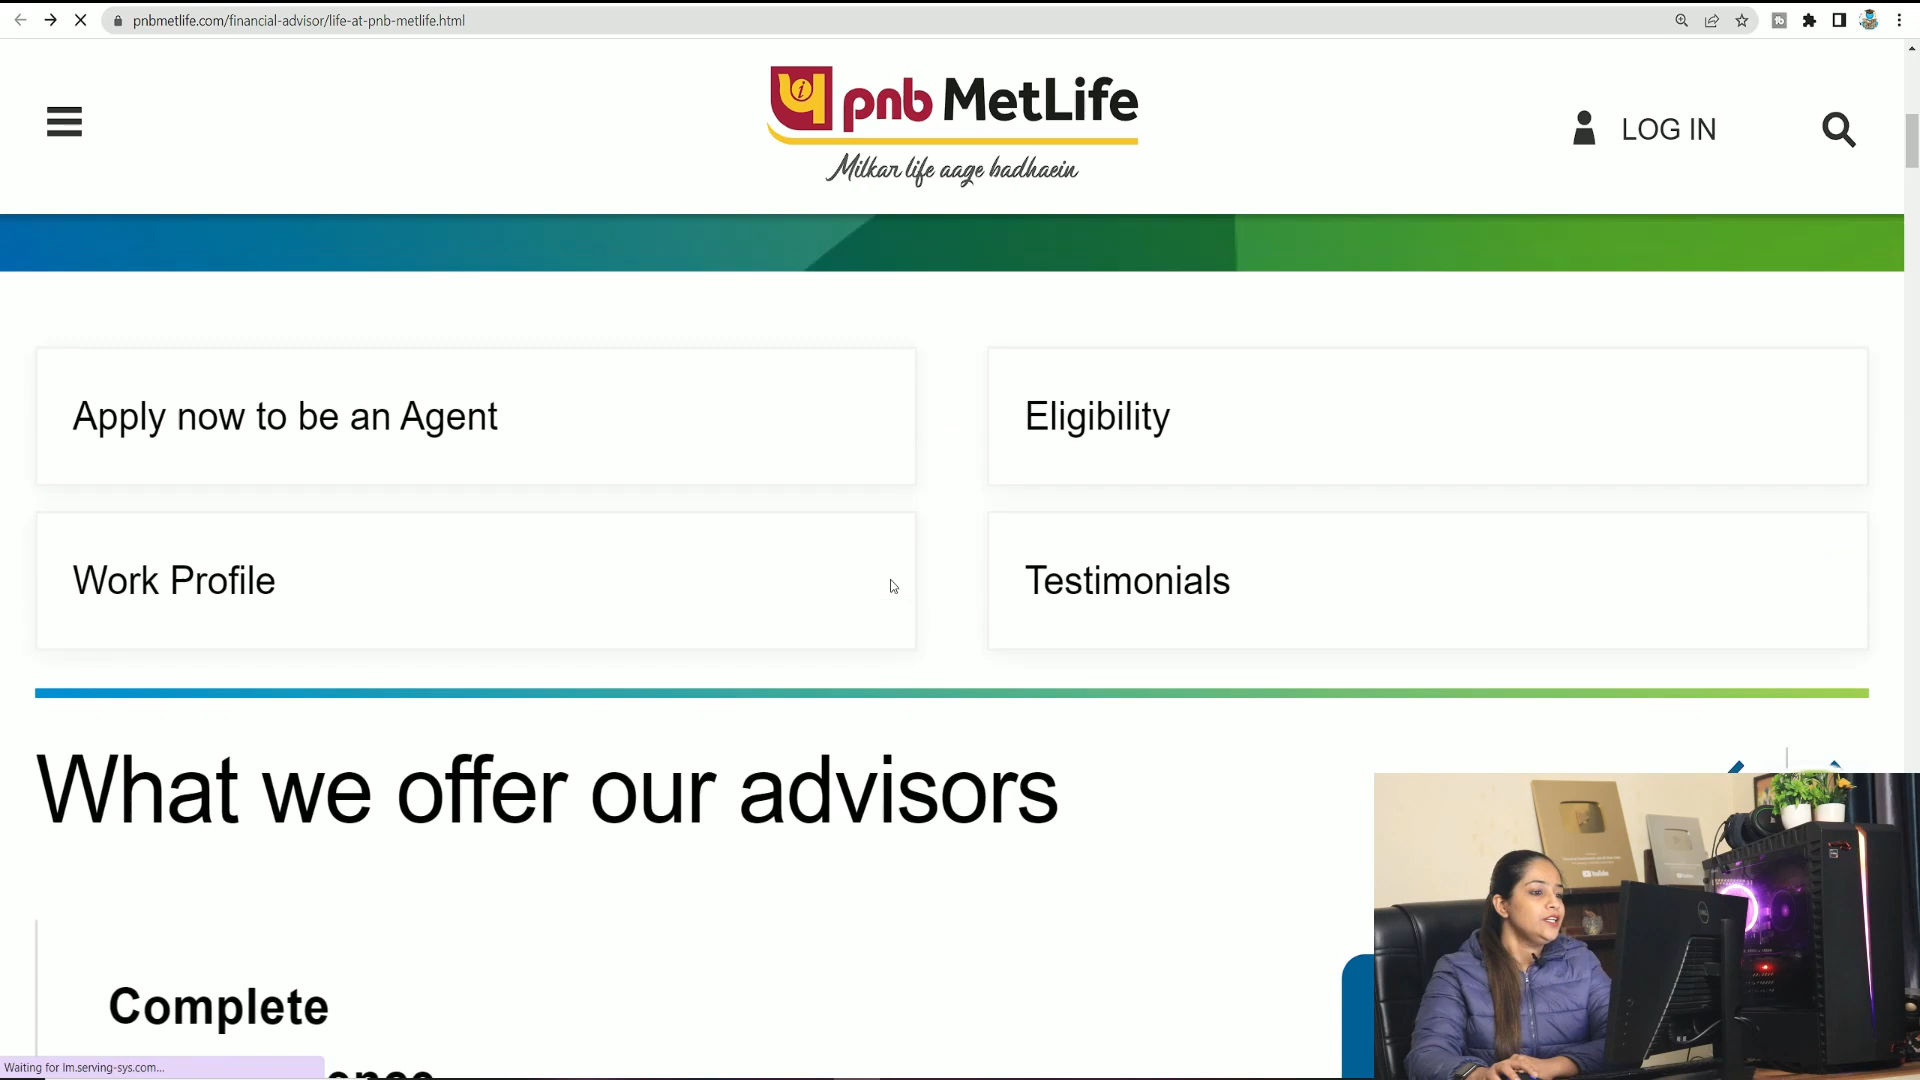 pnbmetlife.com/financial-advisor/life-at-pnb-metlife.html
pnb MetLife
Milkar life aage badhaein
LOG IN
Apply now to be an Agent
Eligibility
Work Profile
Testimonials
What we offer our advisors
Complete
Waiting for lm.serving-sys.com...
YouTube
DELL